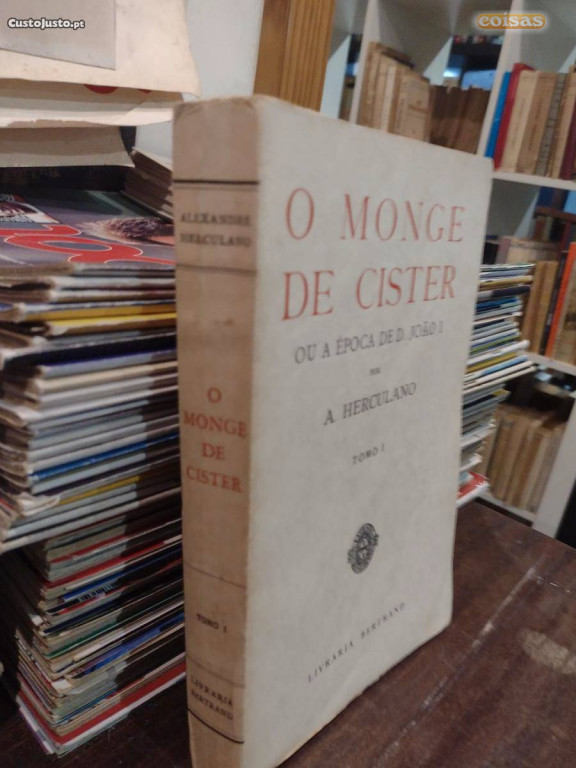 CustoJusto.pt
coisas
ALEXANDRE
HERCULANO
O
MONGE
DE
CISTER
TOMO I
LIVRARIA
BERTRAND
O MONGE
DE CISTER
OU A ÉPOCA DE D. JOÃO I
POR
A. HERCULANO
TOMO I
LIVRARIA BERTRAND